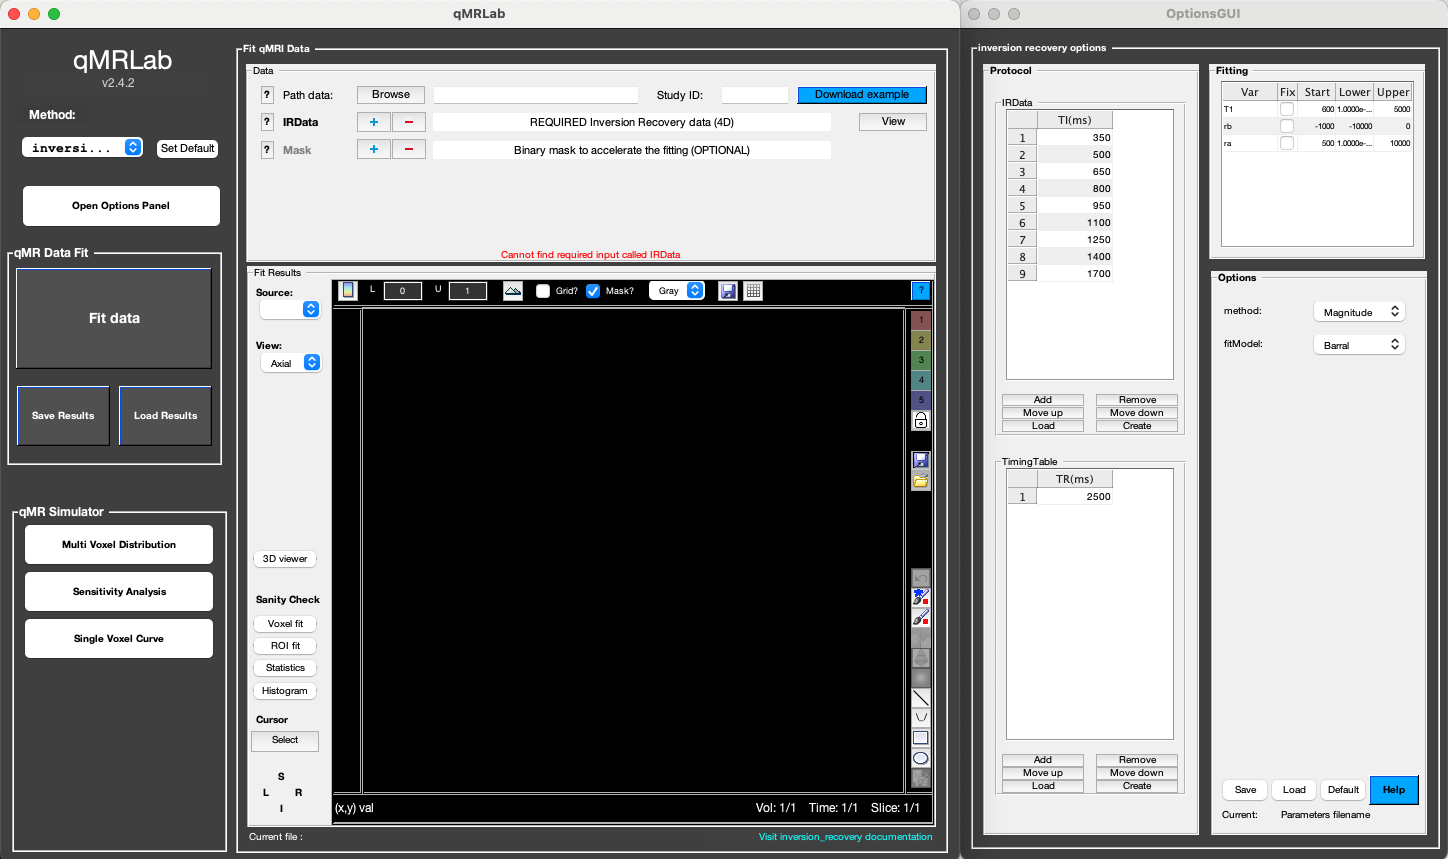 qMRLab
OptionsGUI
qMRLab
v2.4.2
Method:
inversi...
Set Default
Open Options Panel
qMR Data Fit
Fit data
Save Results
Load Results
qMR Simulator
Multi Voxel Distribution
Sensitivity Analysis
Single Voxel Curve
Fit qMRI Data
Data
? Path data: Browse Study ID: Download example
? IRData + − REQUIRED Inversion Recovery data (4D) View
? Mask + − Binary mask to accelerate the fitting (OPTIONAL)
Cannot find required input called IRData
Fit Results
Source:
View:
Axial
L 0 U 1 Grid? Mask? Gray ?
1
2
3
4
5
3D viewer
Sanity Check
Voxel fit
ROI fit
Statistics
Histogram
Cursor
Select
S
L R
I
(x,y) val Vol: 1/1 Time: 1/1 Slice: 1/1
Current file : Visit inversion_recovery documentation
inversion recovery options
Protocol
IRData
TI(ms)
1 350
2 500
3 650
4 800
5 950
6 1100
7 1250
8 1400
9 1700
Add Remove
Move up Move down
Load Create
TimingTable
TR(ms)
1 2500
Add Remove
Move up Move down
Load Create
Fitting
Var Fix Start Lower Upper
T1 600 1.0000e-... 5000
rb -1000 -10000 0
ra 500 1.0000e-... 10000
Options
method: Magnitude
fitModel: Barral
Save Load Default Help
Current: Parameters filename